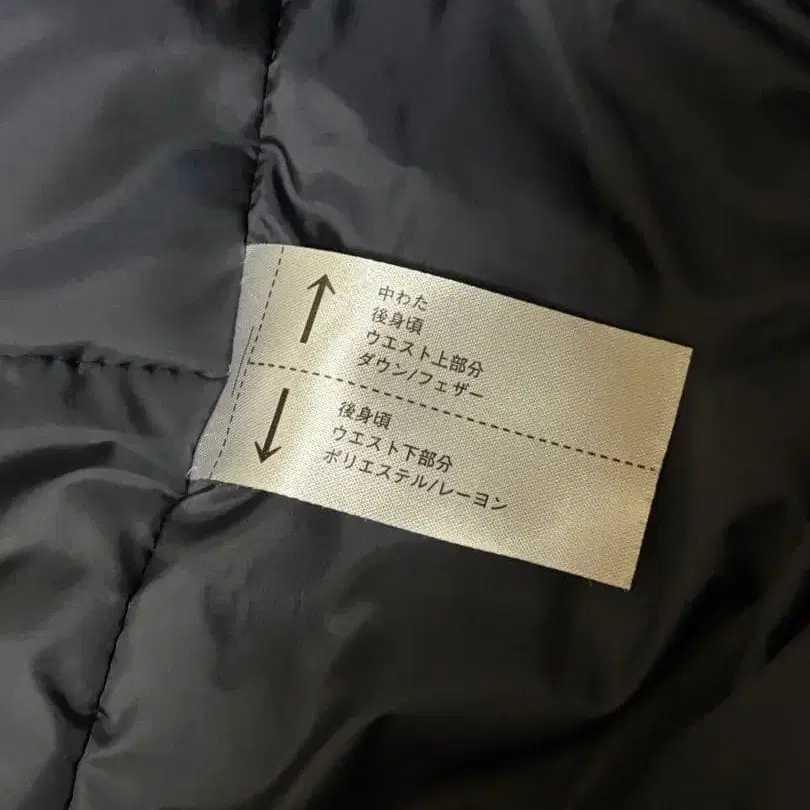 中わた
後身頃
ウエスト上部分
ダウン/フェザー
後身頃
ウエスト下部分
ポリエステル/レーヨン